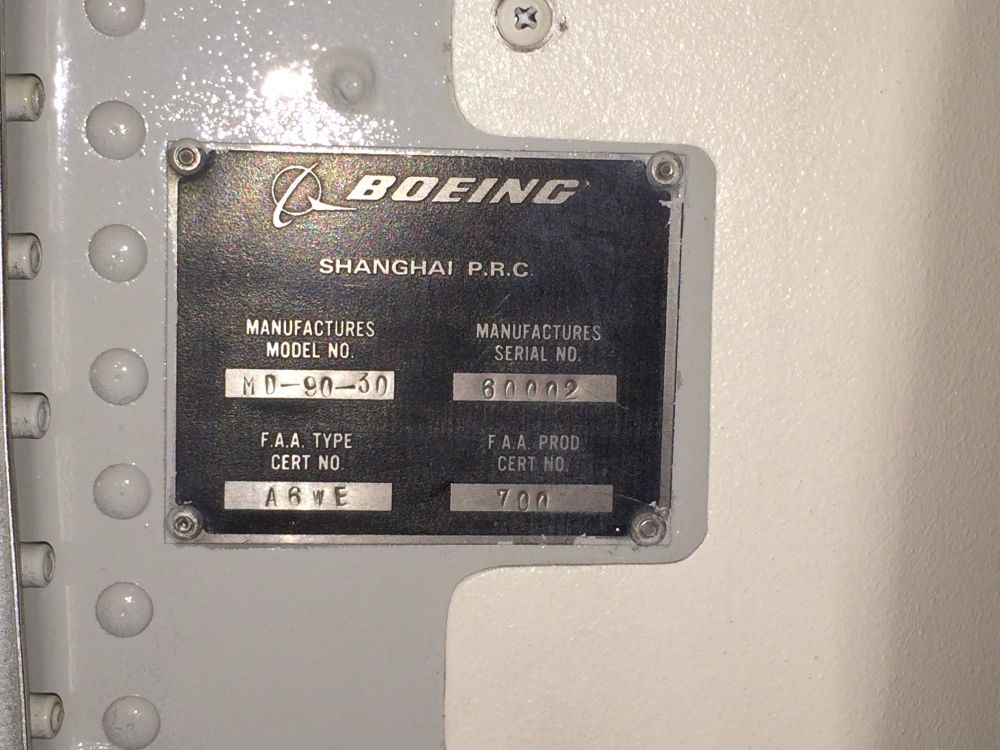 BOEING
SHANGHAI P.R.C.
MANUFACTURES
MODEL NO.
MD-90-30
MANUFACTURES
SERIAL NO.
60002
F.A.A. TYPE
CERT NO.
A6WE
F.A.A. PROD
CERT NO.
700